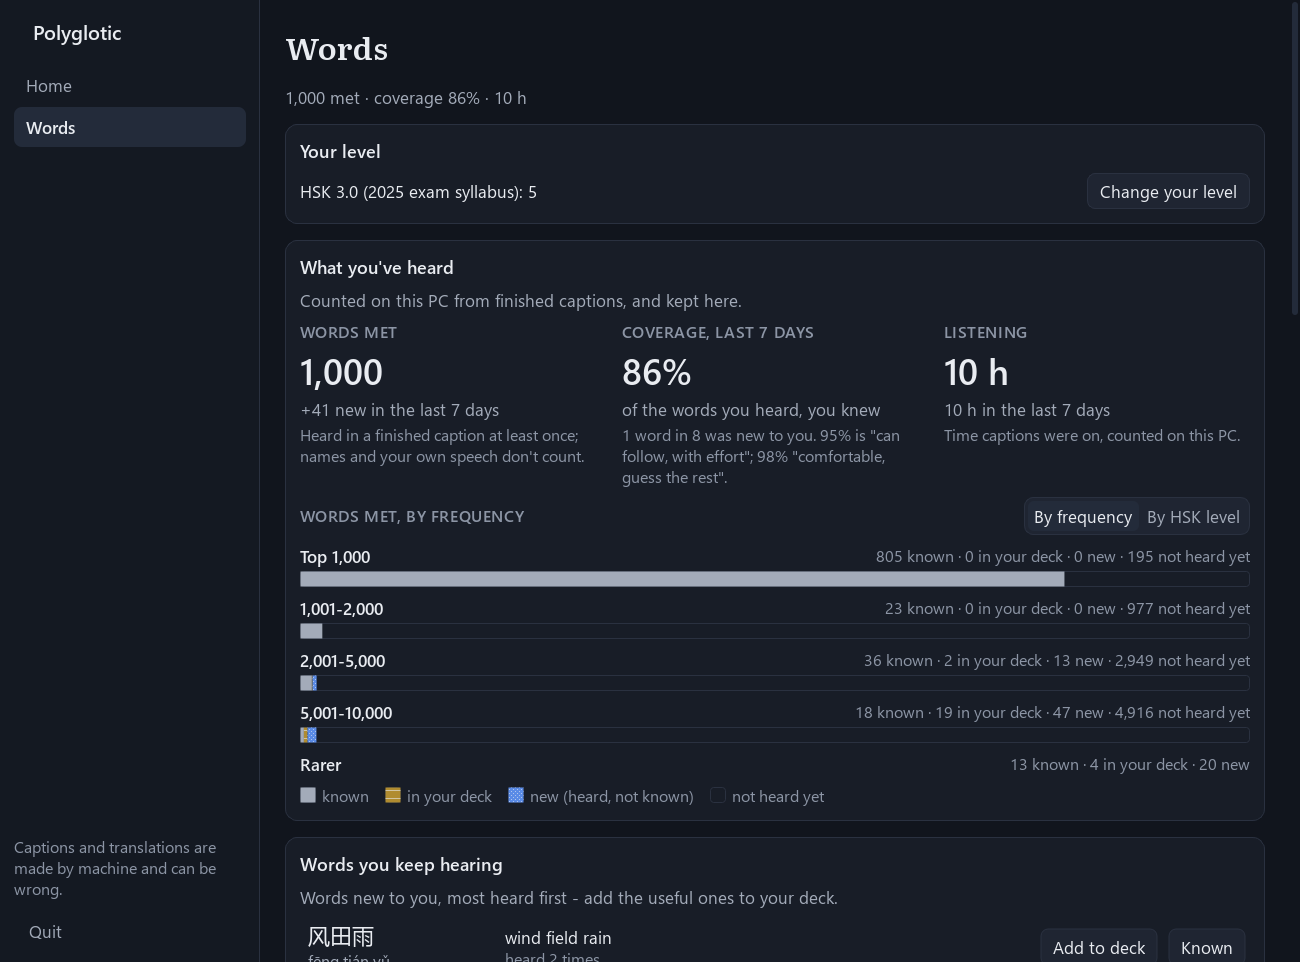 Polyglotic
Home
Words
Captions and translations are
made by machine and can be
wrong.
Quit
Words
1,000 met · coverage 86% · 10 h
Your level
HSK 3.0 (2025 exam syllabus): 5
Change your level
What you've heard
Counted on this PC from finished captions, and kept here.
WORDS MET
1,000
+41 new in the last 7 days
Heard in a finished caption at least once;
names and your own speech don't count.
COVERAGE, LAST 7 DAYS
86%
of the words you heard, you knew
1 word in 8 was new to you. 95% is "can
follow, with effort"; 98% "comfortable,
guess the rest".
LISTENING
10 h
10 h in the last 7 days
Time captions were on, counted on this PC.
WORDS MET, BY FREQUENCY
By frequency By HSK level
Top 1,000 805 known · 0 in your deck · 0 new · 195 not heard yet
1,001-2,000 23 known · 0 in your deck · 0 new · 977 not heard yet
2,001-5,000 36 known · 2 in your deck · 13 new · 2,949 not heard yet
5,001-10,000 18 known · 19 in your deck · 47 new · 4,916 not heard yet
Rarer 13 known · 4 in your deck · 20 new
known in your deck new (heard, not known) not heard yet
Words you keep hearing
Words new to you, most heard first - add the useful ones to your deck.
风田雨 wind field rain
fēng tián yǔ heard 2 times
Add to deck Known